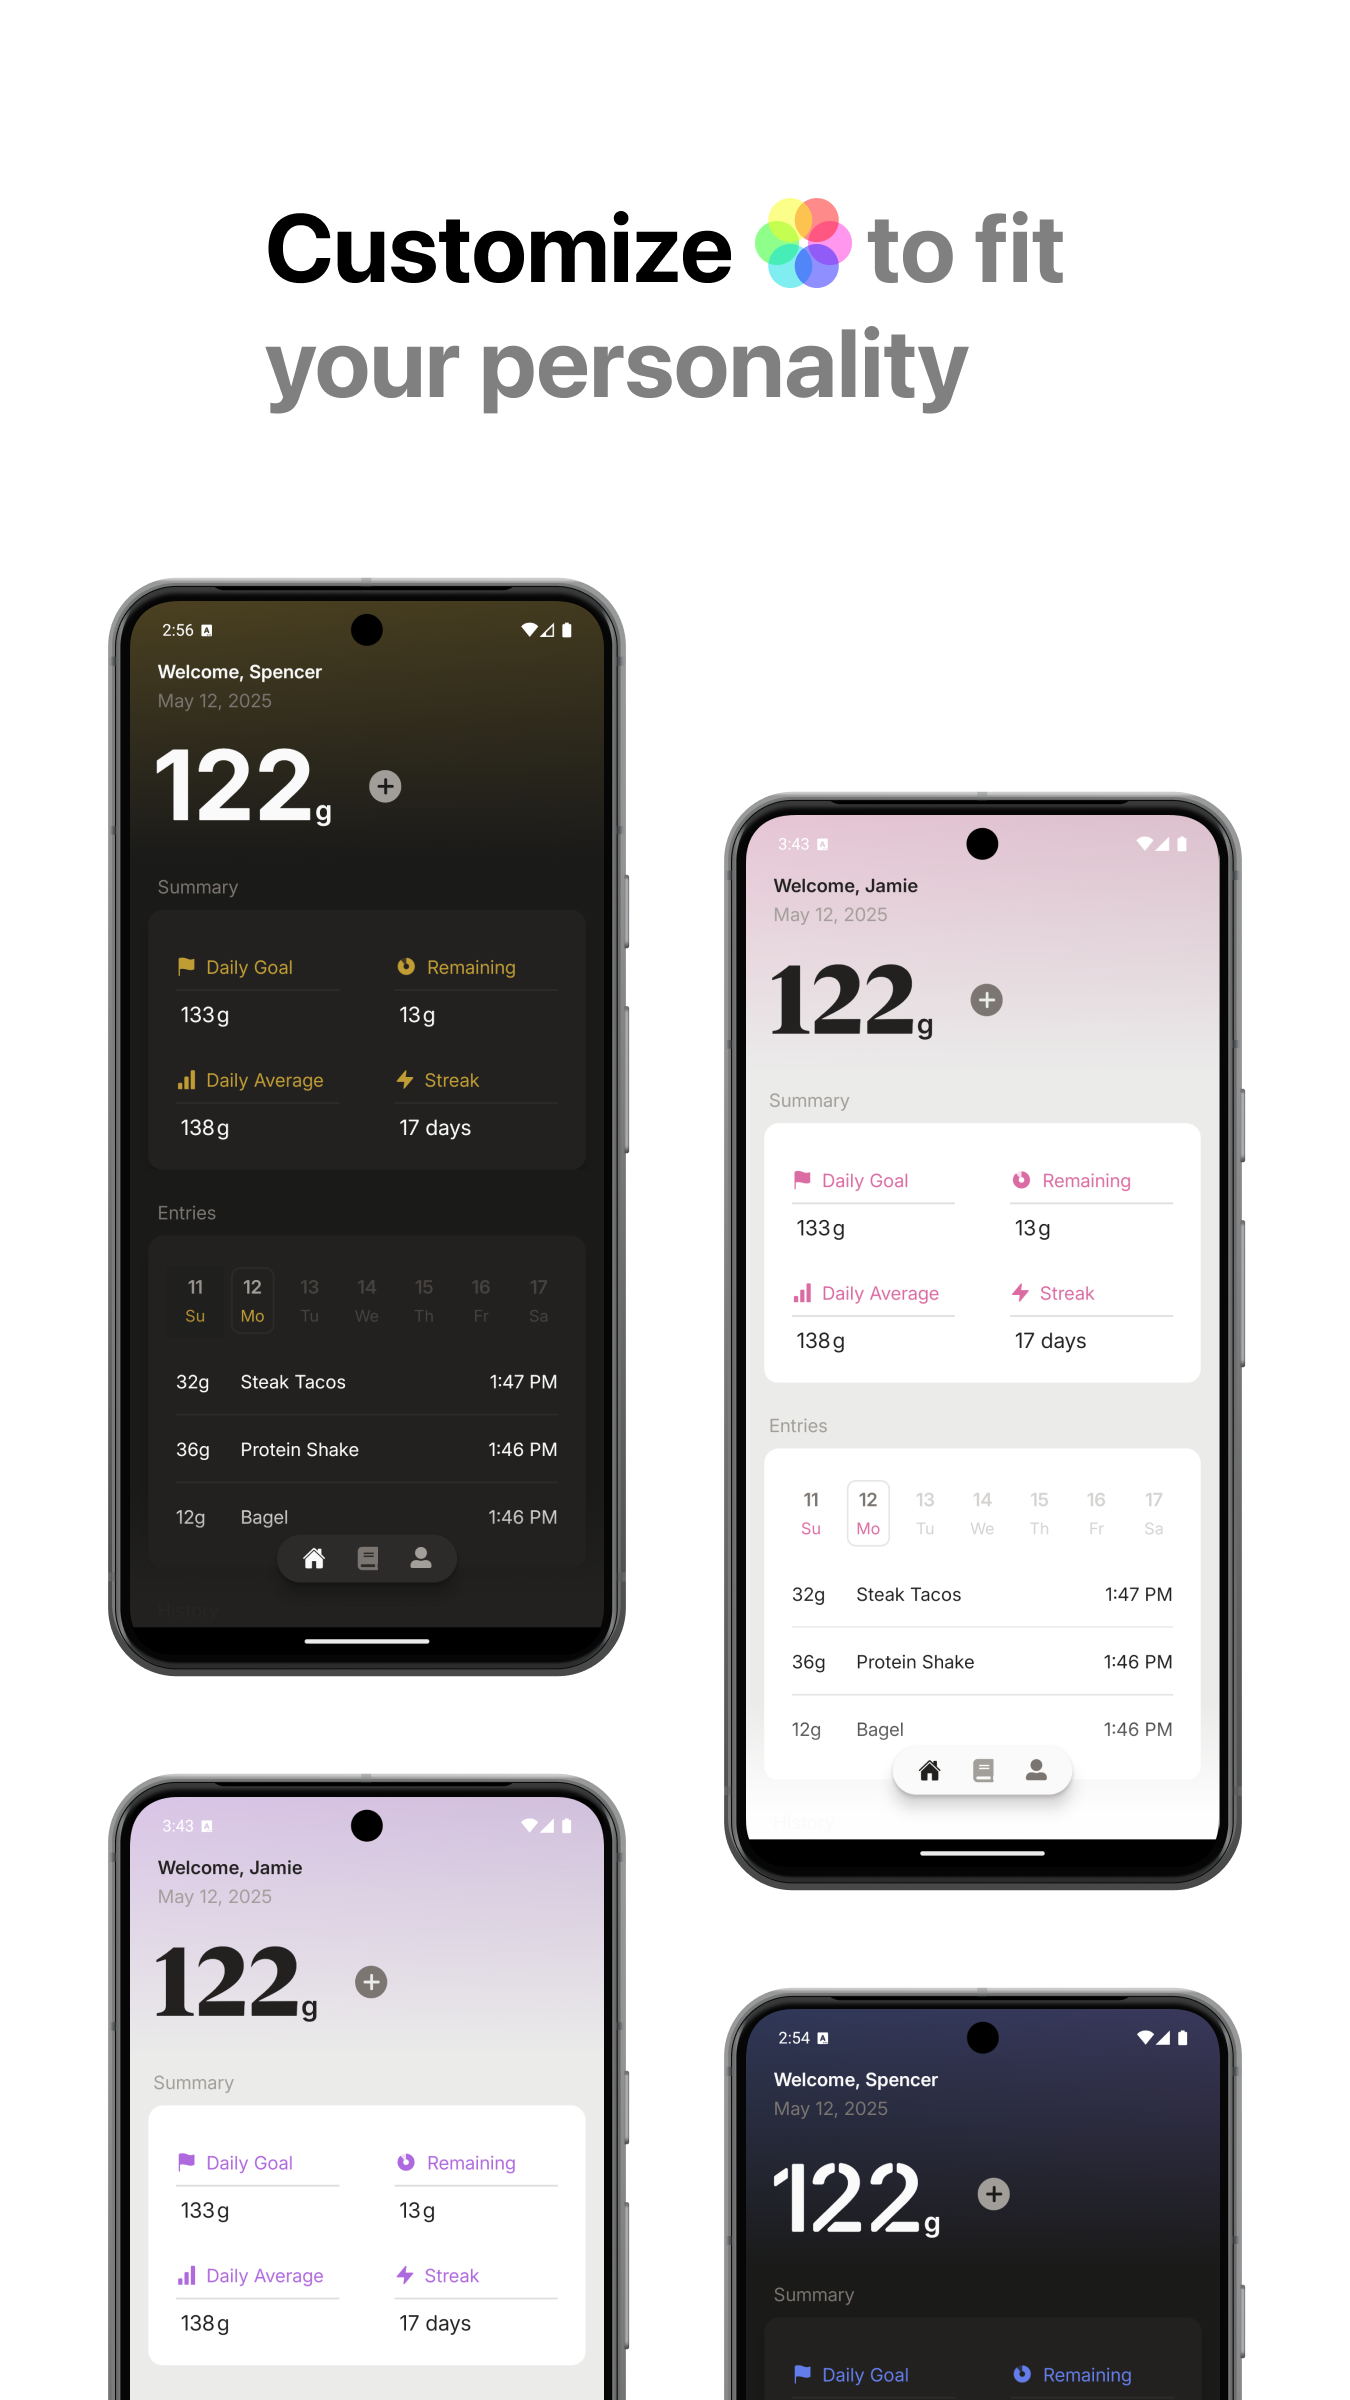 Customize to fit
your personality
2:56
Welcome, Spencer
May 12, 2025
122g
Summary
Daily Goal
Remaining
133g
13g
Daily Average
Streak
138g
17 days
Entries
11 12 13 14 15 16 17
Su Mo Tu We Th Fr Sa
32g Steak Tacos 1:47 PM
36g Protein Shake 1:46 PM
12g Bagel 1:46 PM
History
3:43
Welcome, Jamie
May 12, 2025
122g
Summary
Daily Goal
Remaining
133g
13g
Daily Average
Streak
138g
17 days
Entries
11 12 13 14 15 16 17
Su Mo Tu We Th Fr Sa
32g Steak Tacos 1:47 PM
36g Protein Shake 1:46 PM
12g Bagel 1:46 PM
History
3:43
Welcome, Jamie
May 12, 2025
122g
Summary
Daily Goal
Remaining
133g
13g
Daily Average
Streak
138g
17 days
2:54
Welcome, Spencer
May 12, 2025
122g
Summary
Daily Goal
Remaining